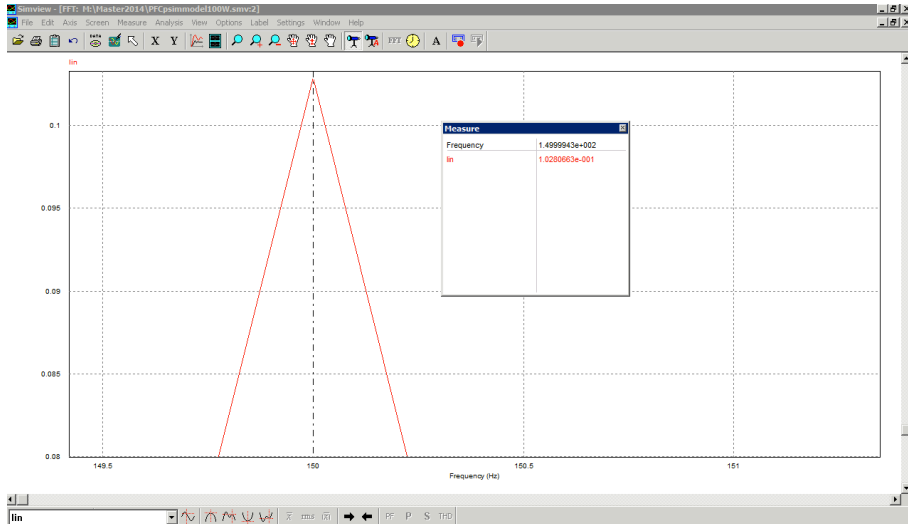 Simview - [FFT: M:\Master2014\PFCpsimmodel100W.smv:2]
File Edit Axis Screen Measure Analysis View Options Label Settings Window Help
X Y FFT A
Iin
0.1
0.095
0.09
0.085
0.08
149.5 150 150.5 151
Frequency (Hz)
Measure
Frequency 1.4999943e+002
Iin 1.0280663e-001
Iin x rms |x| PF P S THD